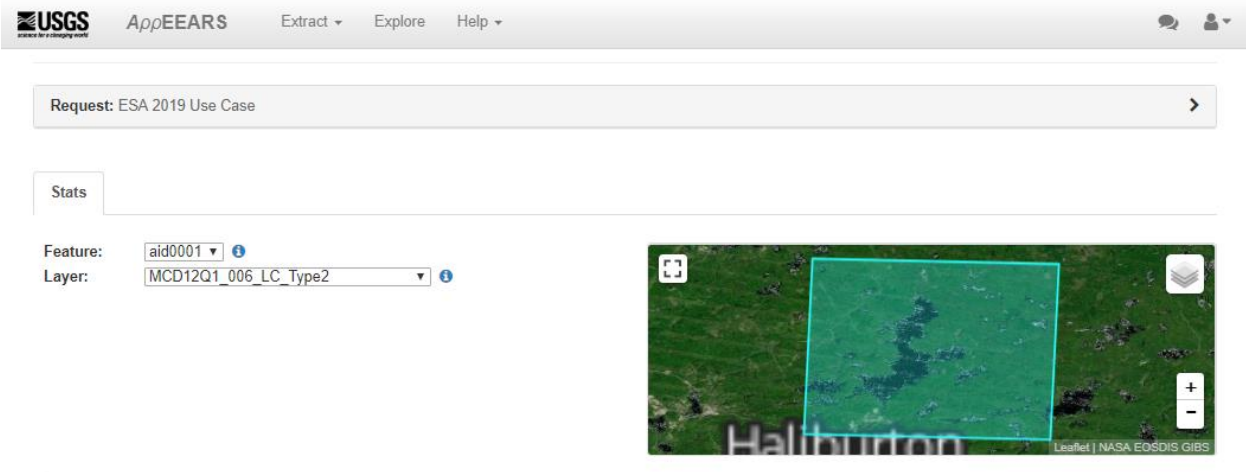 USGS
science for a changing world
AppEEARS Extract Explore Help
Request: ESA 2019 Use Case
Stats
Feature: aid0001
Layer: MCD12Q1_006_LC_Type2
+
-
Haliburton
Leaflet | NASA EOSDIS GIBS